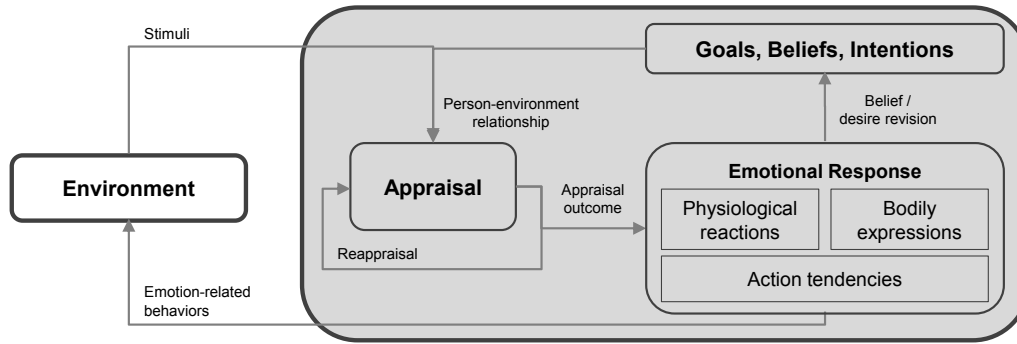 Stimuli
Goals, Beliefs, Intentions
Person-environment
relationship
Belief /
desire revision
Environment
Appraisal
Appraisal
outcome
Reappraisal
Emotional Response
Physiological
reactions
Bodily
expressions
Action tendencies
Emotion-related
behaviors